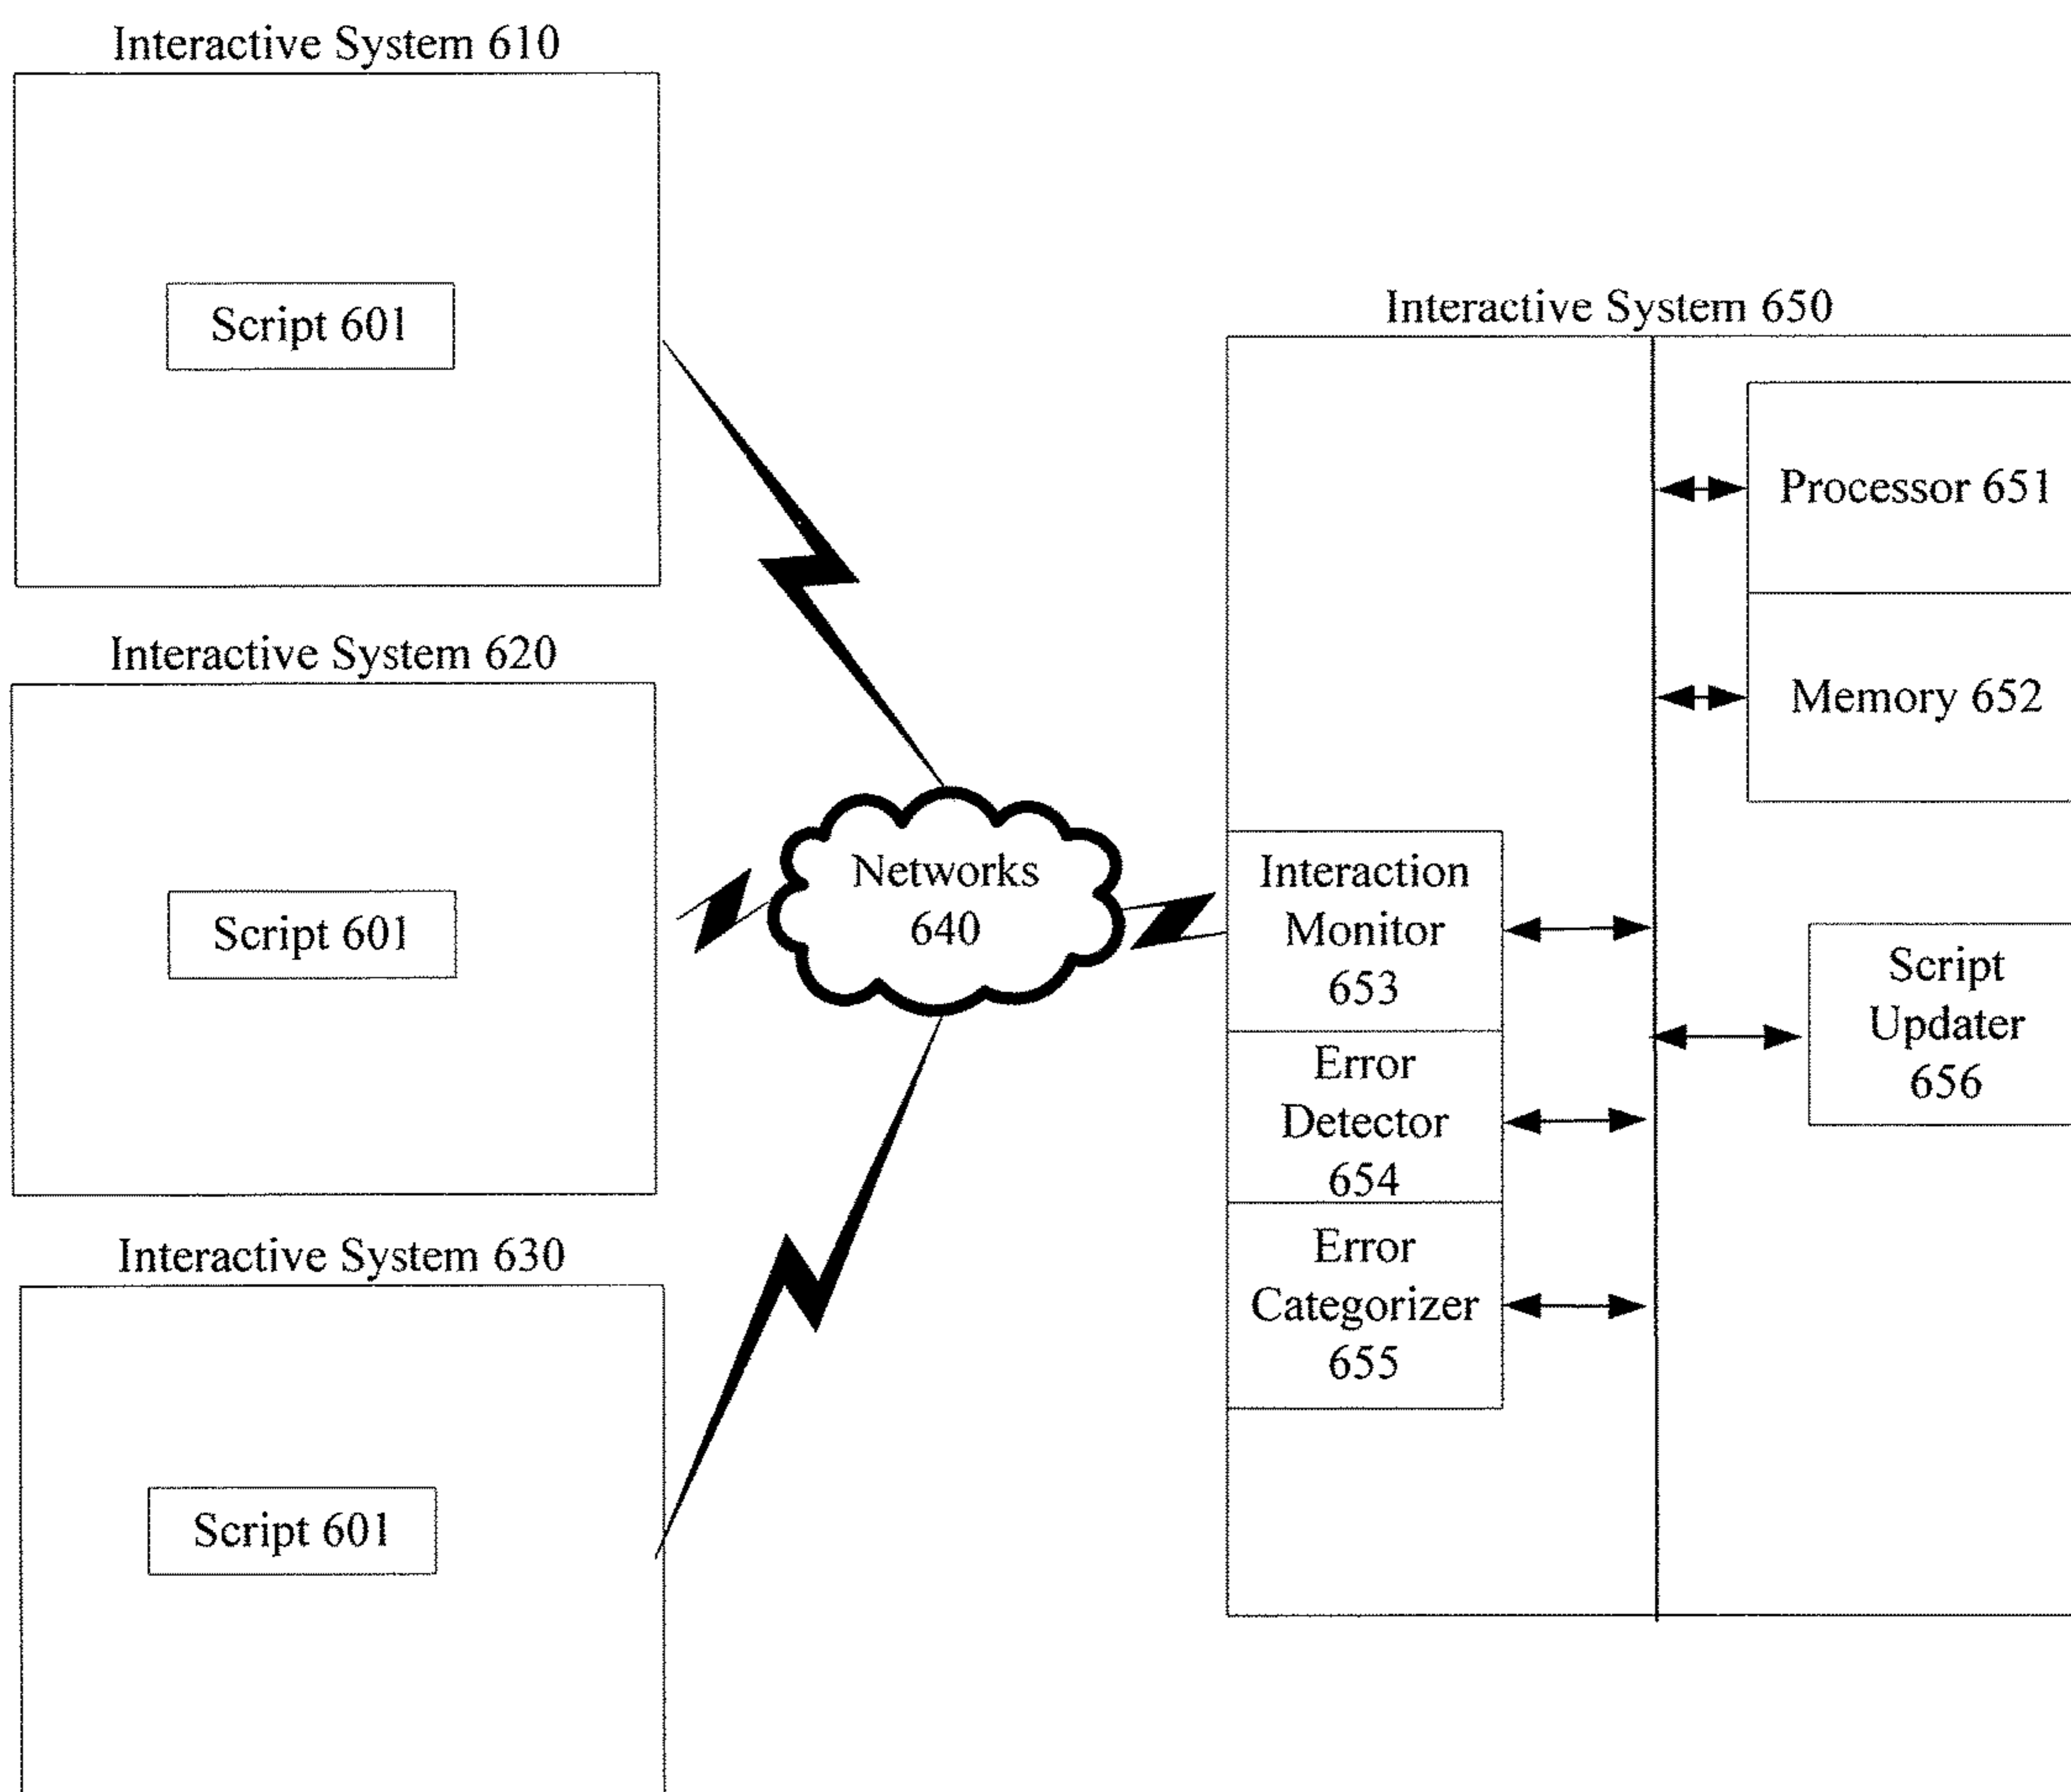 Interactive System 610
Script 601
Interactive System 620
Script 601
Interactive System 630
Script 601
Networks
640
Interactive System 650
Processor 651
Memory 652
Interaction
Monitor
653
Error
Detector
654
Error
Categorizer
655
Script
Updater
656